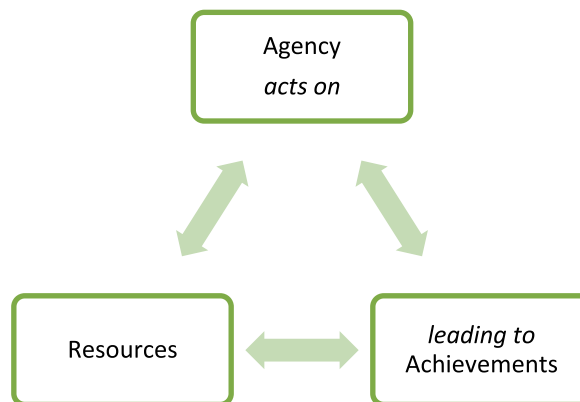 Agency
acts on
Resources
leading to
Achievements